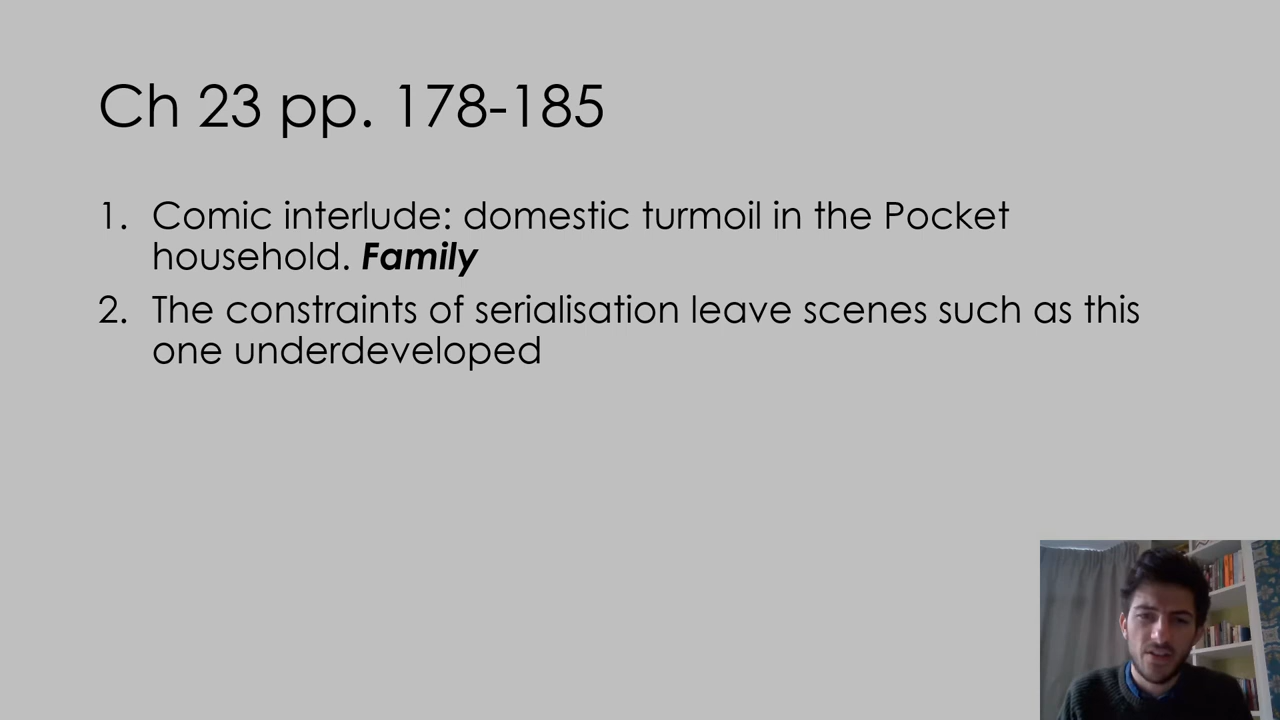 Ch 23 pp. 178-185
1. Comic interlude: domestic turmoil in the Pocket
household. Family
2. The constraints of serialisation leave scenes such as this
one underdeveloped